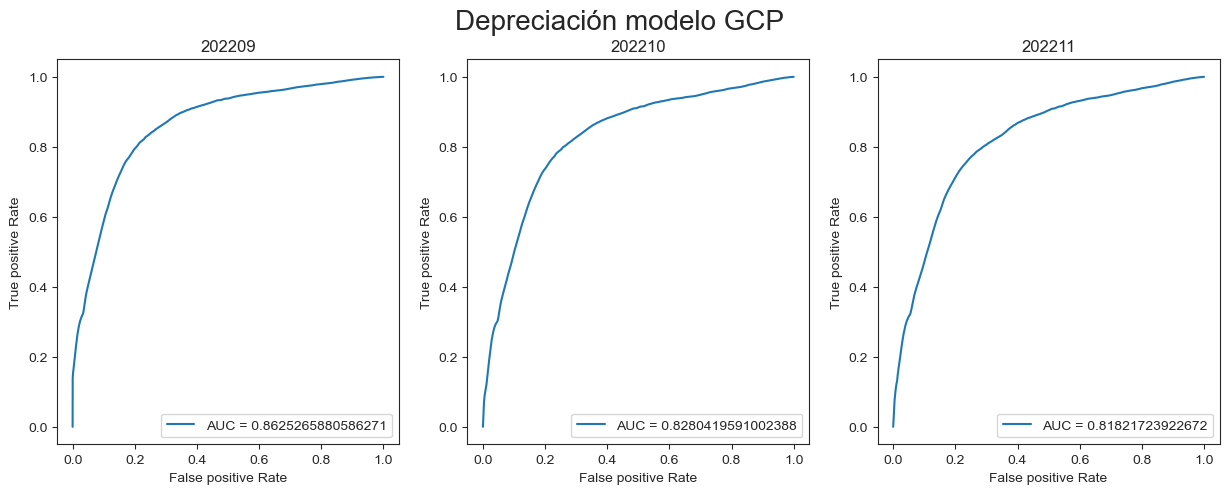 Depreciación modelo GCP
202209
1.0
0.8
0.6
0.4
0.2
0.0
True positive Rate
AUC = 0.8625265880586271
0.0 0.2 0.4 0.6 0.8 1.0
False positive Rate
202210
1.0
0.8
0.6
0.4
0.2
0.0
True positive Rate
AUC = 0.8280419591002388
0.0 0.2 0.4 0.6 0.8 1.0
False positive Rate
202211
1.0
0.8
0.6
0.4
0.2
0.0
True positive Rate
AUC = 0.81821723922672
0.0 0.2 0.4 0.6 0.8 1.0
False positive Rate